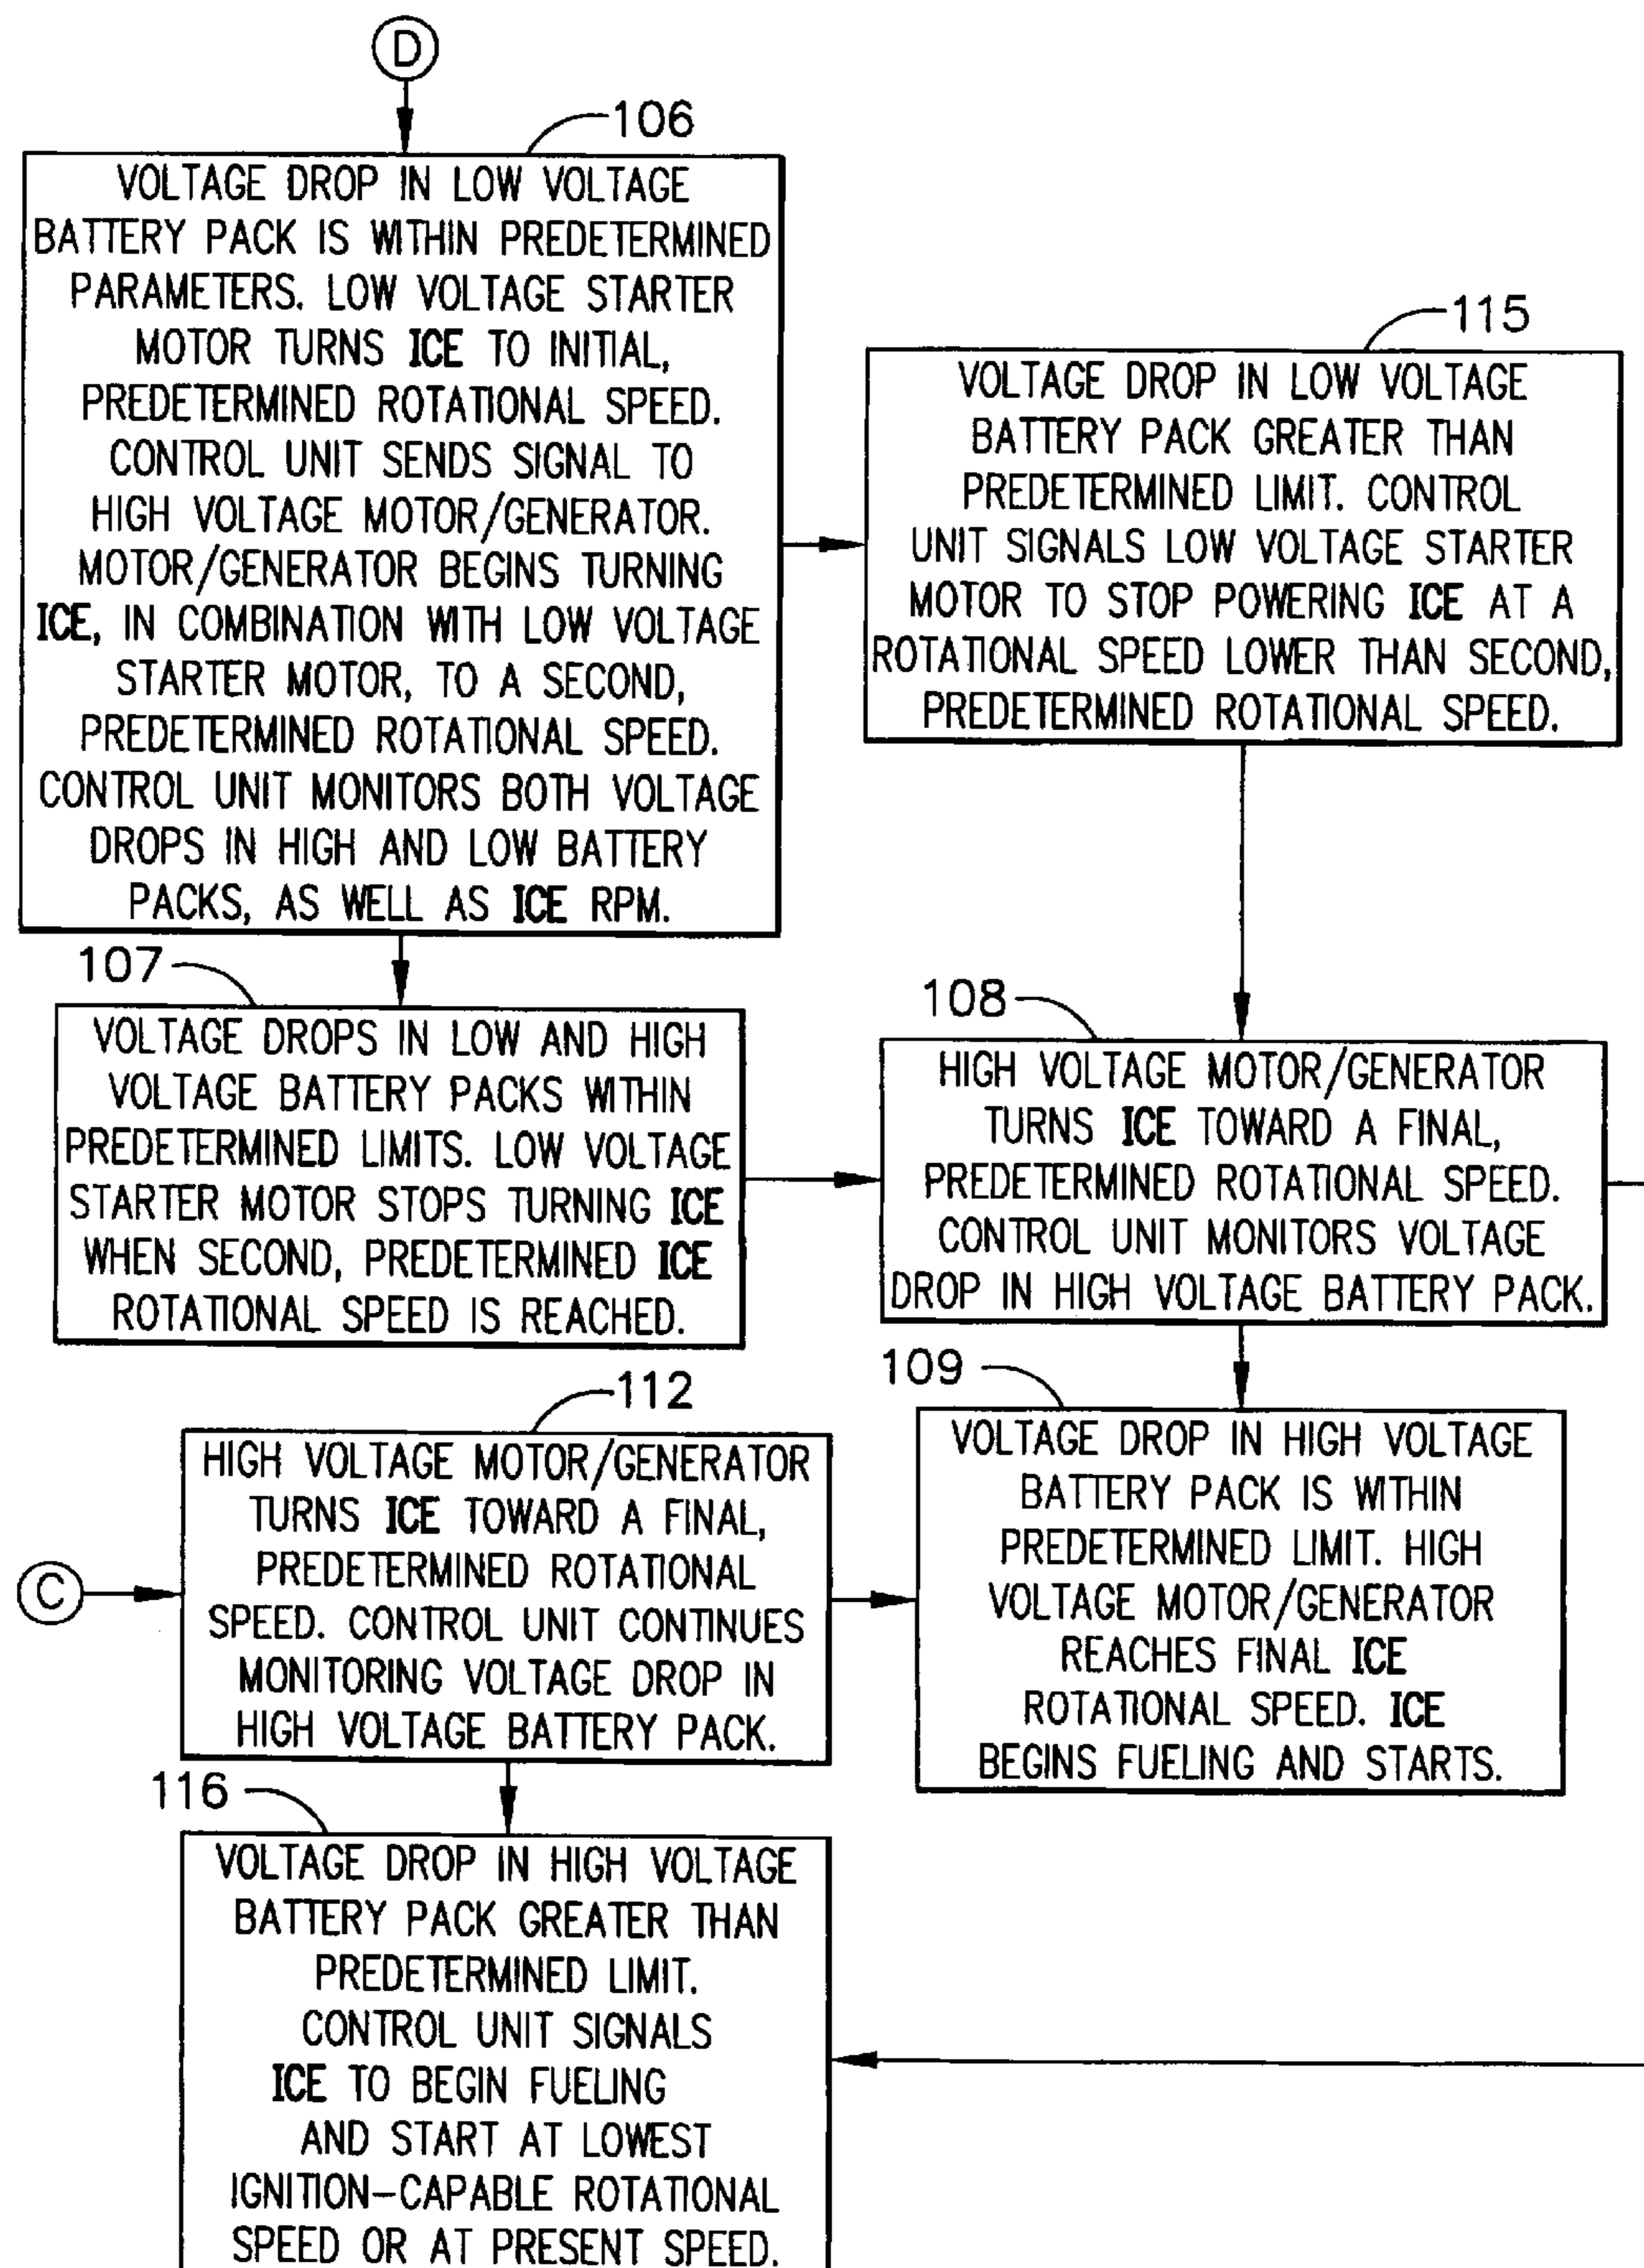 D
106
VOLTAGE DROP IN LOW VOLTAGE
BATTERY PACK IS WITHIN PREDETERMINED
PARAMETERS. LOW VOLTAGE STARTER
MOTOR TURNS ICE TO INITIAL,
PREDETERMINED ROTATIONAL SPEED.
CONTROL UNIT SENDS SIGNAL TO
HIGH VOLTAGE MOTOR/GENERATOR.
MOTOR/GENERATOR BEGINS TURNING
ICE, IN COMBINATION WITH LOW VOLTAGE
STARTER MOTOR, TO A SECOND,
PREDETERMINED ROTATIONAL SPEED.
CONTROL UNIT MONITORS BOTH VOLTAGE
DROPS IN HIGH AND LOW BATTERY
PACKS, AS WELL AS ICE RPM.
115
VOLTAGE DROP IN LOW VOLTAGE
BATTERY PACK GREATER THAN
PREDETERMINED LIMIT. CONTROL
UNIT SIGNALS LOW VOLTAGE STARTER
MOTOR TO STOP POWERING ICE AT A
ROTATIONAL SPEED LOWER THAN SECOND,
PREDETERMINED ROTATIONAL SPEED.
107
VOLTAGE DROPS IN LOW AND HIGH
VOLTAGE BATTERY PACKS WITHIN
PREDETERMINED LIMITS. LOW VOLTAGE
STARTER MOTOR STOPS TURNING ICE
WHEN SECOND, PREDETERMINED ICE
ROTATIONAL SPEED IS REACHED.
108
HIGH VOLTAGE MOTOR/GENERATOR
TURNS ICE TOWARD A FINAL,
PREDETERMINED ROTATIONAL SPEED.
CONTROL UNIT MONITORS VOLTAGE
DROP IN HIGH VOLTAGE BATTERY PACK.
112
C
HIGH VOLTAGE MOTOR/GENERATOR
TURNS ICE TOWARD A FINAL,
PREDETERMINED ROTATIONAL
SPEED. CONTROL UNIT CONTINUES
MONITORING VOLTAGE DROP IN
HIGH VOLTAGE BATTERY PACK.
109
VOLTAGE DROP IN HIGH VOLTAGE
BATTERY PACK IS WITHIN
PREDETERMINED LIMIT. HIGH
VOLTAGE MOTOR/GENERATOR
REACHES FINAL ICE
ROTATIONAL SPEED. ICE
BEGINS FUELING AND STARTS.
116
VOLTAGE DROP IN HIGH VOLTAGE
BATTERY PACK GREATER THAN
PREDETERMINED LIMIT.
CONTROL UNIT SIGNALS
ICE TO BEGIN FUELING
AND START AT LOWEST
IGNITION-CAPABLE ROTATIONAL
SPEED OR AT PRESENT SPEED.